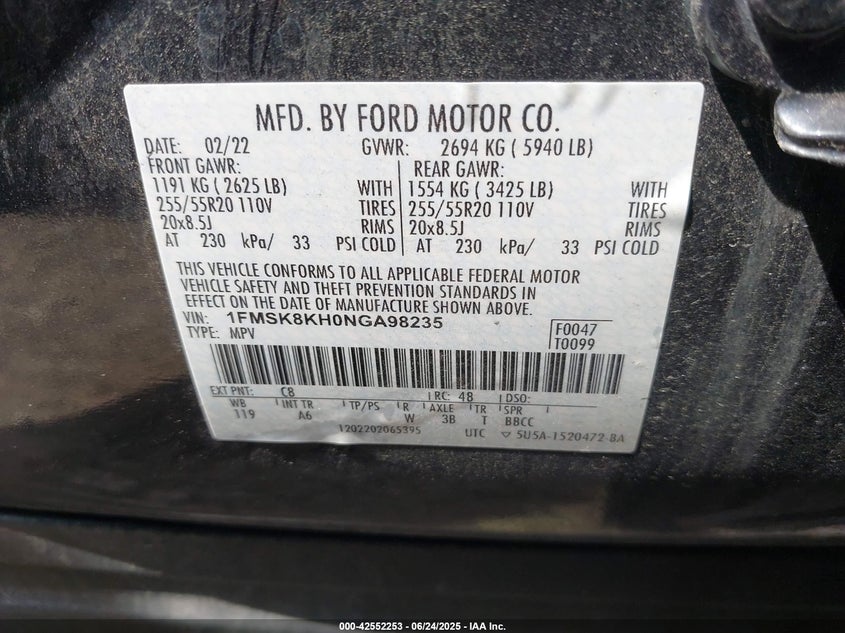 MFD. BY FORD MOTOR CO.
DATE: 02/22 GVWR: 2694 KG ( 5940 LB)
FRONT GAWR: REAR GAWR:
1191 KG ( 2625 LB) WITH 1554 KG ( 3425 LB) WITH
255/55R20 110V TIRES 255/55R20 110V TIRES
20x8.5J RIMS 20x8.5J RIMS
AT 230 kPa/ 33 PSI COLD AT 230 kPa/ 33 PSI COLD
THIS VEHICLE CONFORMS TO ALL APPLICABLE FEDERAL MOTOR
VEHICLE SAFETY AND THEFT PREVENTION STANDARDS IN
EFFECT ON THE DATE OF MANUFACTURE SHOWN ABOVE.
VIN: 1FMSK8KH0NGA98235 F0047
TYPE: MPV T0099
EXT PNT: C8 RC: 48 DSO:
WB INT TR TP/PS R AXLE TR SPR
119 A6 W 3B T BBCC
1202202065395 UTC ▽ 5U5A-1520472-BA
000-42552253 - 06/24/2025 - IAA Inc.